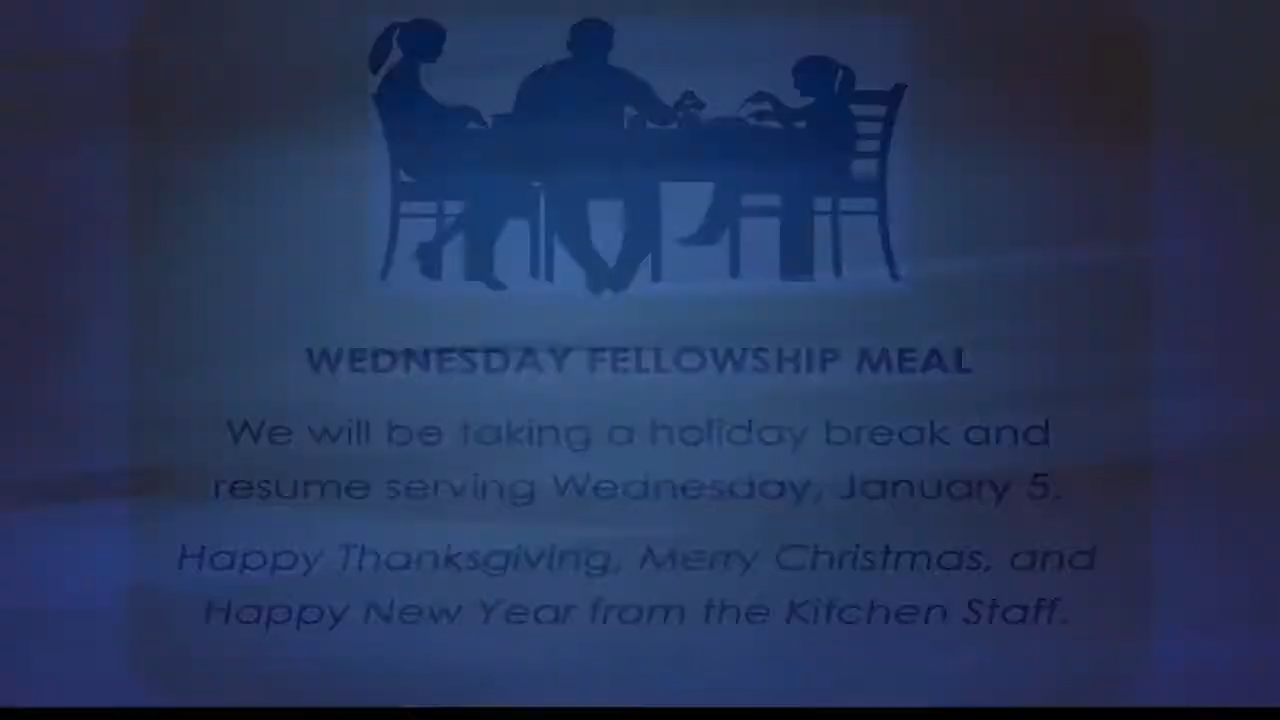 WEDNESDAY FELLOWSHIP MEAL
We will be taking a holiday break and
resume serving Wednesday, January 5.
Happy Thanksgiving, Merry Christmas, and
Happy New Year from the Kitchen Staff.